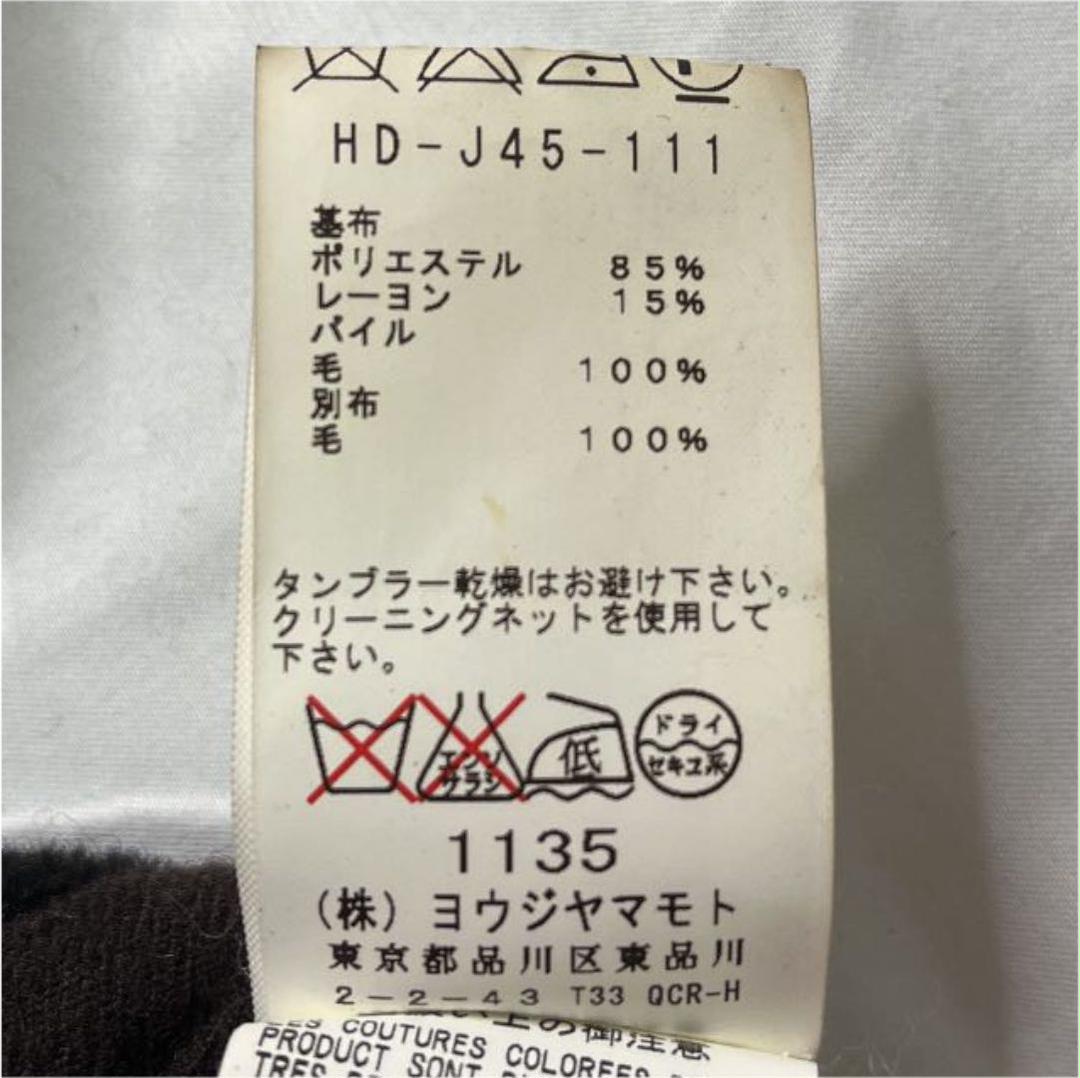 HD-J45-111
基布
ポリエステル 85%
レーヨン 15%
パイル
毛 100%
別布
毛 100%
タンブラー乾燥はお避け下さい。
クリーニングネットを使用して
下さい。
エンソ
サラシ
低
ドライ
セキユ系
1135
(株)ヨウジヤマモト
東京都品川区東品川
2-2-43 T33 QCR-H
上の御注意
COUTURES COLOREES
PRODUCT SONT